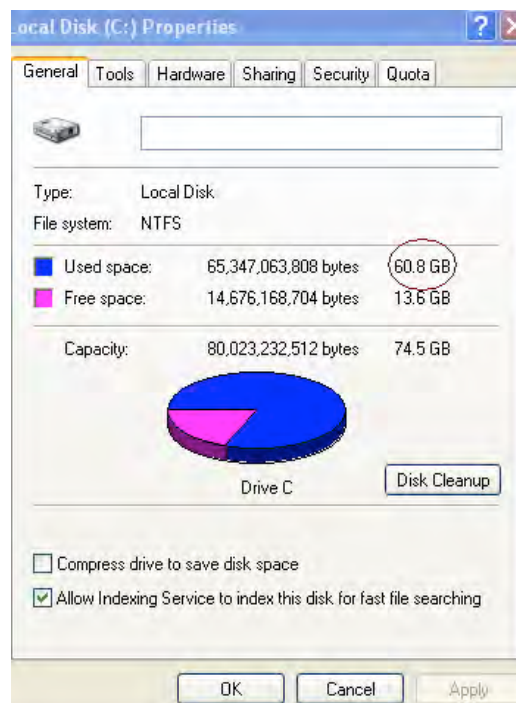 Local Disk (C:) Properties
General Tools Hardware Sharing Security Quota
Type: Local Disk
File system: NTFS
Used space: 65,347,063,808 bytes 60.8 GB
Free space: 14,676,168,704 bytes 13.6 GB
Capacity: 80,023,232,512 bytes 74.5 GB
Drive C
Disk Cleanup
Compress drive to save disk space
Allow Indexing Service to index this disk for fast file searching
OK Cancel Apply